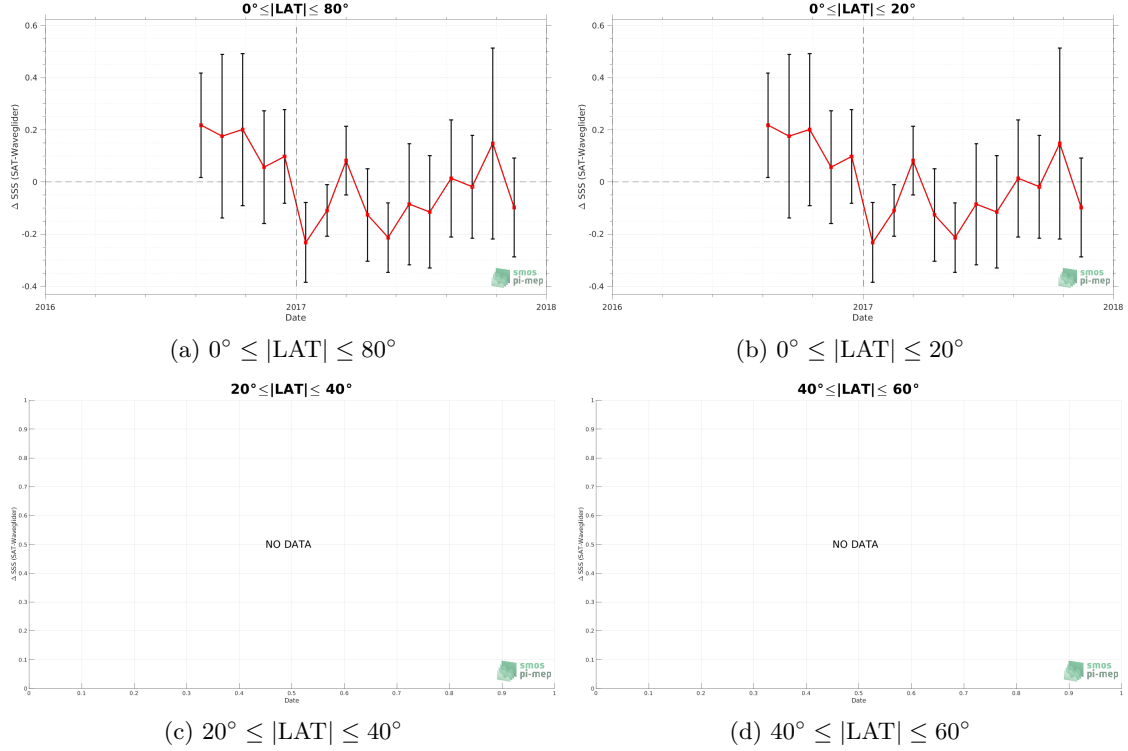 0°≤|LAT|≤ 80°
Δ SSS (SAT-Waveglider)
0.6
0.4
0.2
0
-0.2
-0.4
2016
2017
2018
Date
smos
pi-mep
(a) 0° ≤ |LAT| ≤ 80°
0°≤|LAT|≤ 20°
Δ SSS (SAT-Waveglider)
0.6
0.4
0.2
0
-0.2
-0.4
2016
2017
2018
Date
smos
pi-mep
(b) 0° ≤ |LAT| ≤ 20°
20°≤|LAT|≤ 40°
Δ SSS (SAT-Waveglider)
1
0.9
0.8
0.7
0.6
0.5
0.4
0.3
0.2
0.1
0
NO DATA
0 0.1 0.2 0.3 0.4 0.5 0.6 0.7 0.8 0.9 1
Date
smos
pi-mep
(c) 20° ≤ |LAT| ≤ 40°
40°≤|LAT|≤ 60°
Δ SSS (SAT-Waveglider)
1
0.9
0.8
0.7
0.6
0.5
0.4
0.3
0.2
0.1
0
NO DATA
0 0.1 0.2 0.3 0.4 0.5 0.6 0.7 0.8 0.9 1
Date
smos
pi-mep
(d) 40° ≤ |LAT| ≤ 60°